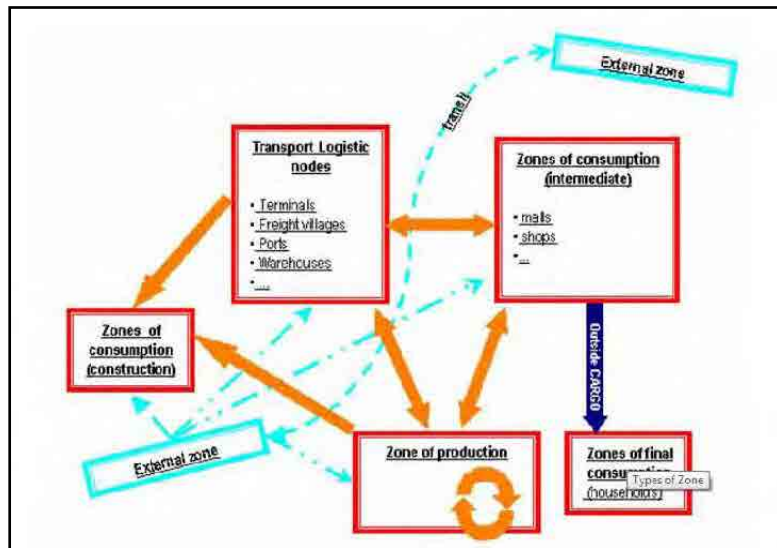 External zone
transit
Transport Logistic
nodes
• Terminals
• Freight villages
• Ports
• Warehouses
• ...
Zones of consumption
(intermediate)
• malls
• shops
• ...
Zones of
consumption
(construction)
Outside CARGO
External zone
Zone of production
Zones of final
consumption
(households)
Types of Zone